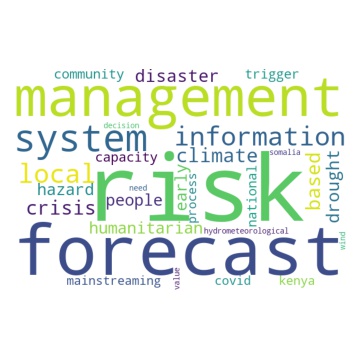 community disaster trigger
management
decision
system information
capacity climate somalia
local risk early process national based drought
hazard people need
crisis humanitarian
hydrometeorological
forecast wind
mainstreaming value covid kenya